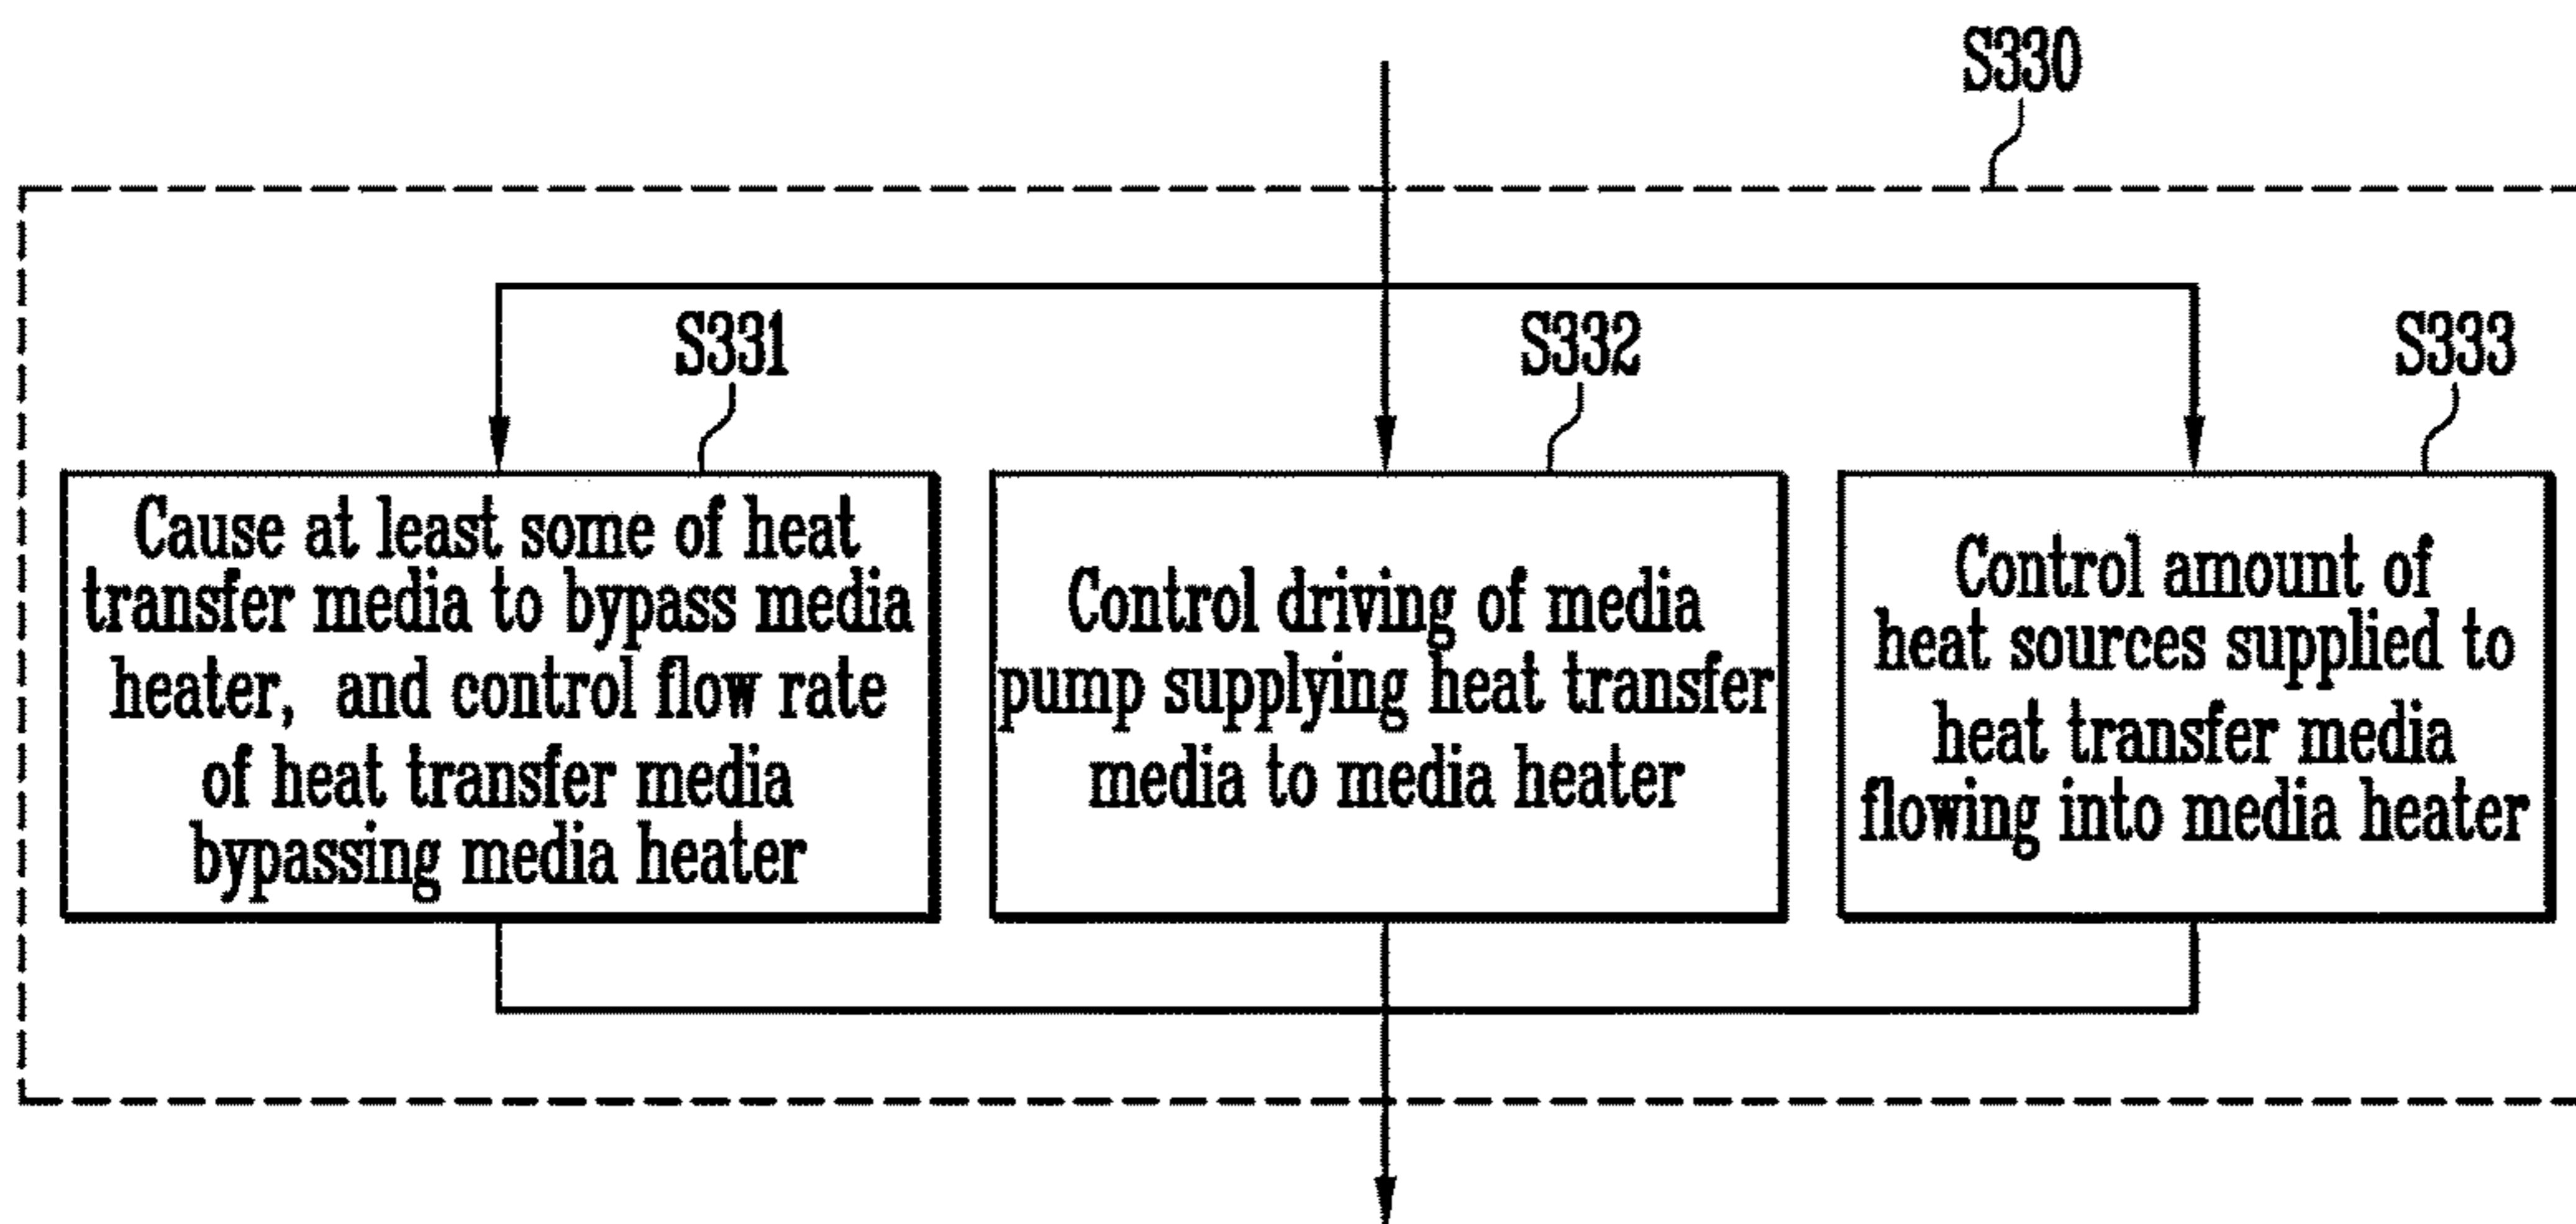 S330
S331
S332
S333
Cause at least some of heat
transfer media to bypass media
heater, and control flow rate
of heat transfer media
bypassing media heater
Control driving of media
pump supplying heat transfer
media to media heater
Control amount of
heat sources supplied to
heat transfer media
flowing into media heater